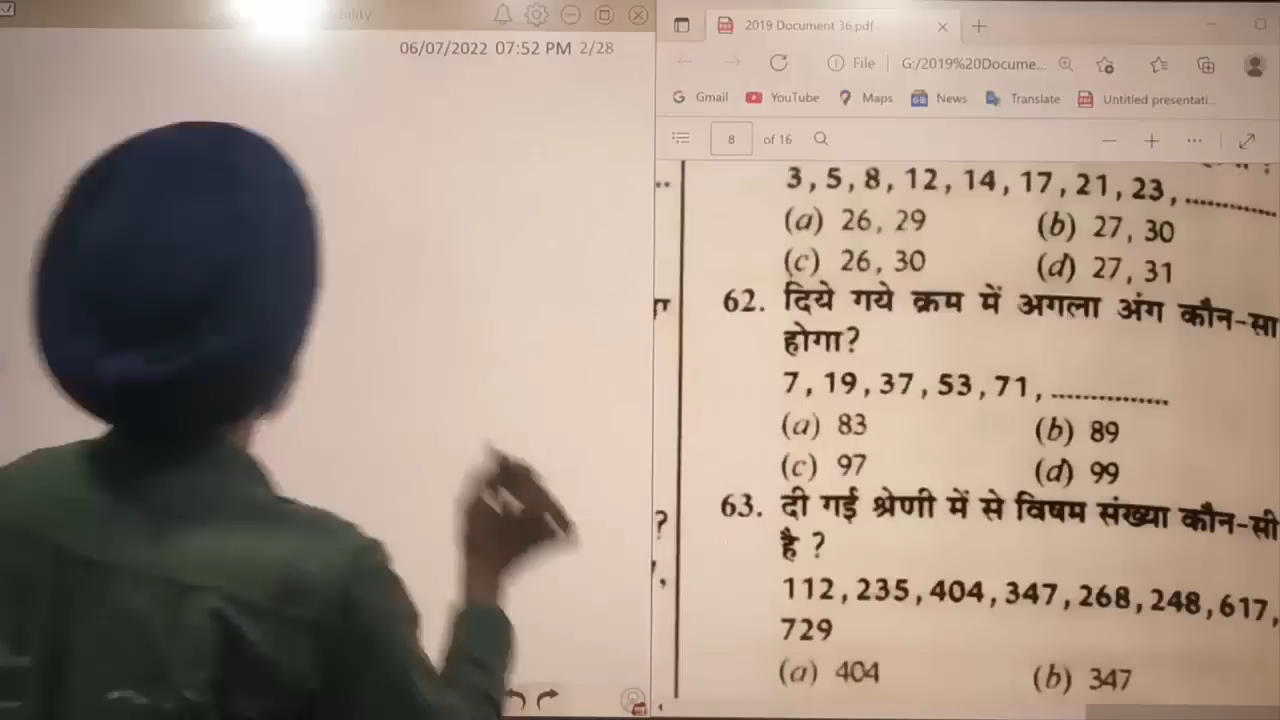 bility
06/07/2022 07:52 PM 2/28
2019 Document 36.pdf
File G:/2019%20Docume...
Gmail YouTube Maps News Translate Untitled presentati...
8 of 16
3, 5, 8, 12, 14, 17, 21, 23, ..............
(a) 26, 29 (b) 27, 30
(c) 26, 30 (d) 27, 31
62. दिये गये क्रम में अगला अंग कौन-सा
होगा?
7, 19, 37, 53, 71, ..................
(a) 83 (b) 89
(c) 97 (d) 99
63. दी गई श्रेणी में से विषम संख्या कौन-सी
है ?
112, 235, 404, 347, 268, 248, 617,
729
(a) 404 (b) 347